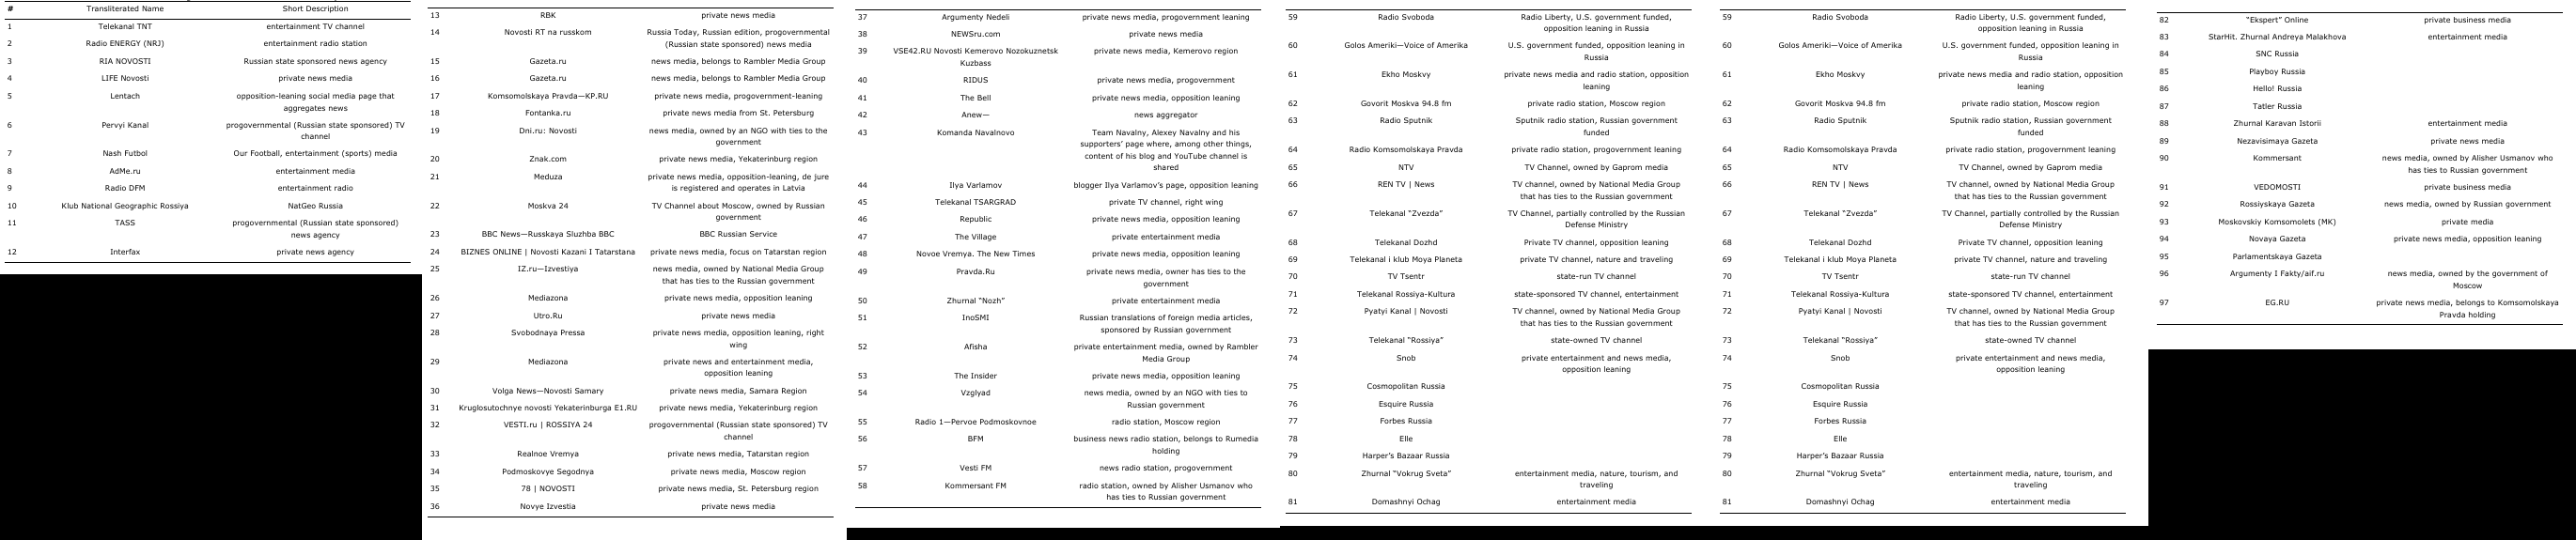 # Transliterated Name Short Description
1 Telekanal TNT entertainment TV channel
2 Radio ENERGY (NRJ) entertainment radio station
3 RIA NOVOSTI Russian state sponsored news agency
4 LIFE Novosti private news media
5 Lentach opposition-leaning social media page that
aggregates news
6 Pervyi Kanal progovernmental (Russian state sponsored) TV
channel
7 Nash Futbol Our Football, entertainment (sports) media
8 AdMe.ru entertainment media
9 Radio DFM entertainment radio
10 Klub National Geographic Rossiya NatGeo Russia
11 TASS progovernmental (Russian state sponsored)
news agency
12 Interfax private news agency
13 RBK private news media
14 Novosti RT na russkom Russia Today, Russian edition, progovernmental
(Russian state sponsored) news media
15 Gazeta.ru news media, belongs to Rambler Media Group
16 Gazeta.ru news media, belongs to Rambler Media Group
17 Komsomolskaya Pravda—KP.RU private news media, progovernment-leaning
18 Fontanka.ru private news media from St. Petersburg
19 Dni.ru: Novosti news media, owned by an NGO with ties to the
government
20 Znak.com private news media, Yekaterinburg region
21 Meduza private news media, opposition-leaning, de jure
is registered and operates in Latvia
22 Moskva 24 TV Channel about Moscow, owned by Russian
government
23 BBC News—Russkaya Sluzhba BBC BBC Russian Service
24 BIZNES ONLINE | Novosti Kazani I Tatarstana private news media, focus on Tatarstan region
25 IZ.ru—Izvestiya news media, owned by National Media Group
that has ties to the Russian government
26 Mediazona private news media, opposition leaning
27 Utro.Ru private news media
28 Svobodnaya Pressa private news media, opposition leaning, right
wing
29 Mediazona private news and entertainment media,
opposition leaning
30 Volga News—Novosti Samary private news media, Samara Region
31 Kruglosutochnye novosti Yekaterinburga E1.RU private news media, Yekaterinburg region
32 VESTI.ru | ROSSIYA 24 progovernmental (Russian state sponsored) TV
channel
33 Realnoe Vremya private news media, Tatarstan region
34 Podmoskovye Segodnya private news media, Moscow region
35 78 | NOVOSTI private news media, St. Petersburg region
36 Novye Izvestia private news media
37 Argumenty Nedeli private news media, progovernment leaning
38 NEWSru.com private news media
39 VSE42.RU Novosti Kemerovo Nozokuznetsk private news media, Kemerovo region
Kuzbass
40 RIDUS private news media, progovernment
41 The Bell private news media, opposition leaning
42 Anew— news aggregator
43 Komanda Navalnovo Team Navalny, Alexey Navalny and his
supporters' page where, among other things,
content of his blog and YouTube channel is
shared
44 Ilya Varlamov blogger Ilya Varlamov's page, opposition leaning
45 Telekanal TSARGRAD private TV channel, right wing
46 Republic private news media, opposition leaning
47 The Village private entertainment media
48 Novoe Vremya. The New Times private news media, opposition leaning
49 Pravda.Ru private news media, owner has ties to the
government
50 Zhurnal “Nozh” private entertainment media
51 InoSMI Russian translations of foreign media articles,
sponsored by Russian government
52 Afisha private entertainment media, owned by Rambler
Media Group
53 The Insider private news media, opposition leaning
54 Vzglyad news media, owned by an NGO with ties to
Russian government
55 Radio 1—Pervoe Podmoskovnoe radio station, Moscow region
56 BFM business news radio station, belongs to Rumedia
holding
57 Vesti FM news radio station, progovernment
58 Kommersant FM radio station, owned by Alisher Usmanov who
has ties to Russian government
59 Radio Svoboda Radio Liberty, U.S. government funded,
opposition leaning in Russia
60 Golos Ameriki—Voice of Amerika U.S. government funded, opposition leaning in
Russia
61 Ekho Moskvy private news media and radio station, opposition
leaning
62 Govorit Moskva 94.8 fm private radio station, Moscow region
63 Radio Sputnik Sputnik radio station, Russian government
funded
64 Radio Komsomolskaya Pravda private radio station, progovernment leaning
65 NTV TV Channel, owned by Gaprom media
66 REN TV | News TV channel, owned by National Media Group
that has ties to the Russian government
67 Telekanal “Zvezda” TV Channel, partially controlled by the Russian
Defense Ministry
68 Telekanal Dozhd Private TV channel, opposition leaning
69 Telekanal i klub Moya Planeta private TV channel, nature and traveling
70 TV Tsentr state-run TV channel
71 Telekanal Rossiya-Kultura state-sponsored TV channel, entertainment
72 Pyatyi Kanal | Novosti TV channel, owned by National Media Group
that has ties to the Russian government
73 Telekanal “Rossiya” state-owned TV channel
74 Snob private entertainment and news media,
opposition leaning
75 Cosmopolitan Russia
76 Esquire Russia
77 Forbes Russia
78 Elle
79 Harper's Bazaar Russia
80 Zhurnal “Vokrug Sveta” entertainment media, nature, tourism, and
traveling
81 Domashnyi Ochag entertainment media
59 Radio Svoboda Radio Liberty, U.S. government funded,
opposition leaning in Russia
60 Golos Ameriki—Voice of Amerika U.S. government funded, opposition leaning in
Russia
61 Ekho Moskvy private news media and radio station, opposition
leaning
62 Govorit Moskva 94.8 fm private radio station, Moscow region
63 Radio Sputnik Sputnik radio station, Russian government
funded
64 Radio Komsomolskaya Pravda private radio station, progovernment leaning
65 NTV TV Channel, owned by Gaprom media
66 REN TV | News TV channel, owned by National Media Group
that has ties to the Russian government
67 Telekanal “Zvezda” TV Channel, partially controlled by the Russian
Defense Ministry
68 Telekanal Dozhd Private TV channel, opposition leaning
69 Telekanal i klub Moya Planeta private TV channel, nature and traveling
70 TV Tsentr state-run TV channel
71 Telekanal Rossiya-Kultura state-sponsored TV channel, entertainment
72 Pyatyi Kanal | Novosti TV channel, owned by National Media Group
that has ties to the Russian government
73 Telekanal “Rossiya” state-owned TV channel
74 Snob private entertainment and news media,
opposition leaning
75 Cosmopolitan Russia
76 Esquire Russia
77 Forbes Russia
78 Elle
79 Harper's Bazaar Russia
80 Zhurnal “Vokrug Sveta” entertainment media, nature, tourism, and
traveling
81 Domashnyi Ochag entertainment media
82 “Ekspert” Online private business media
83 StarHit. Zhurnal Andreya Malakhova entertainment media
84 SNC Russia
85 Playboy Russia
86 Hello! Russia
87 Tatler Russia
88 Zhurnal Karavan Istorii entertainment media
89 Nezavisimaya Gazeta private news media
90 Kommersant news media, owned by Alisher Usmanov who
has ties to Russian government
91 VEDOMOSTI private business media
92 Rossiyskaya Gazeta news media, owned by Russian government
93 Moskovskiy Komsomolets (MK) private media
94 Novaya Gazeta private news media, opposition leaning
95 Parlamentskaya Gazeta
96 Argumenty I Fakty/aif.ru news media, owned by the government of
Moscow
97 EG.RU private news media, belongs to Komsomolskaya
Pravda holding